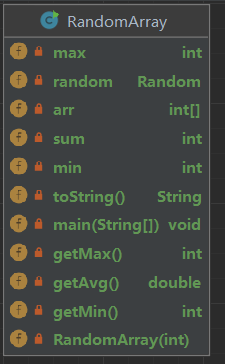 RandomArray
max int
random Random
arr int[]
sum int
min int
toString() String
main(String[]) void
getMax() int
getAvg() double
getMin() int
RandomArray(int)